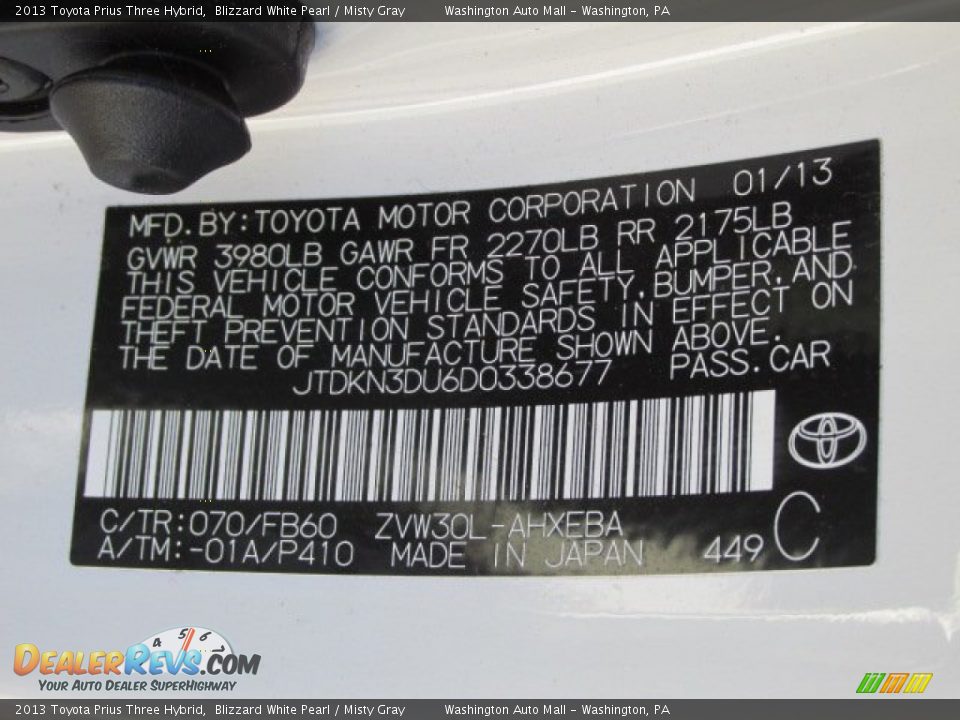 2013 Toyota Prius Three Hybrid, Blizzard White Pearl / Misty Gray Washington Auto Mall - Washington, PA
MFD.BY:TOYOTA MOTOR CORPORATION 01/13
GVWR 3980LB GAWR FR 2270LB RR 2175LB
THIS VEHICLE CONFORMS TO ALL APPLICABLE
FEDERAL MOTOR VEHICLE SAFETY,BUMPER,AND
THEFT PREVENTION STANDARDS IN EFFECT ON
THE DATE OF MANUFACTURE SHOWN ABOVE.
JTDKN3DU6D0338677 PASS.CAR
C/TR:070/FB60 ZVW30L-AHXEBA
A/TM:-01A/P410 MADE IN JAPAN 449 C
4 5 6
DEALERREVS.COM
YOUR AUTO DEALER SUPERHIGHWAY
2013 Toyota Prius Three Hybrid, Blizzard White Pearl / Misty Gray Washington Auto Mall - Washington, PA